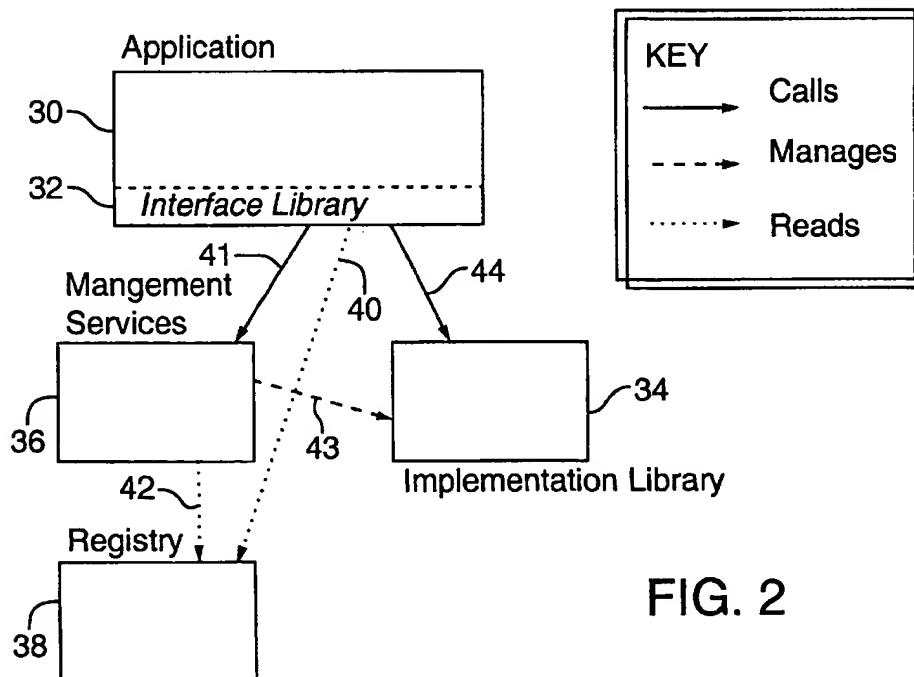 Application
KEY
Calls
Manages
Reads
30
32
Interface Library
41
40
44
Mangement
Services
36
43
34
Implementation Library
42
Registry
38
FIG. 2